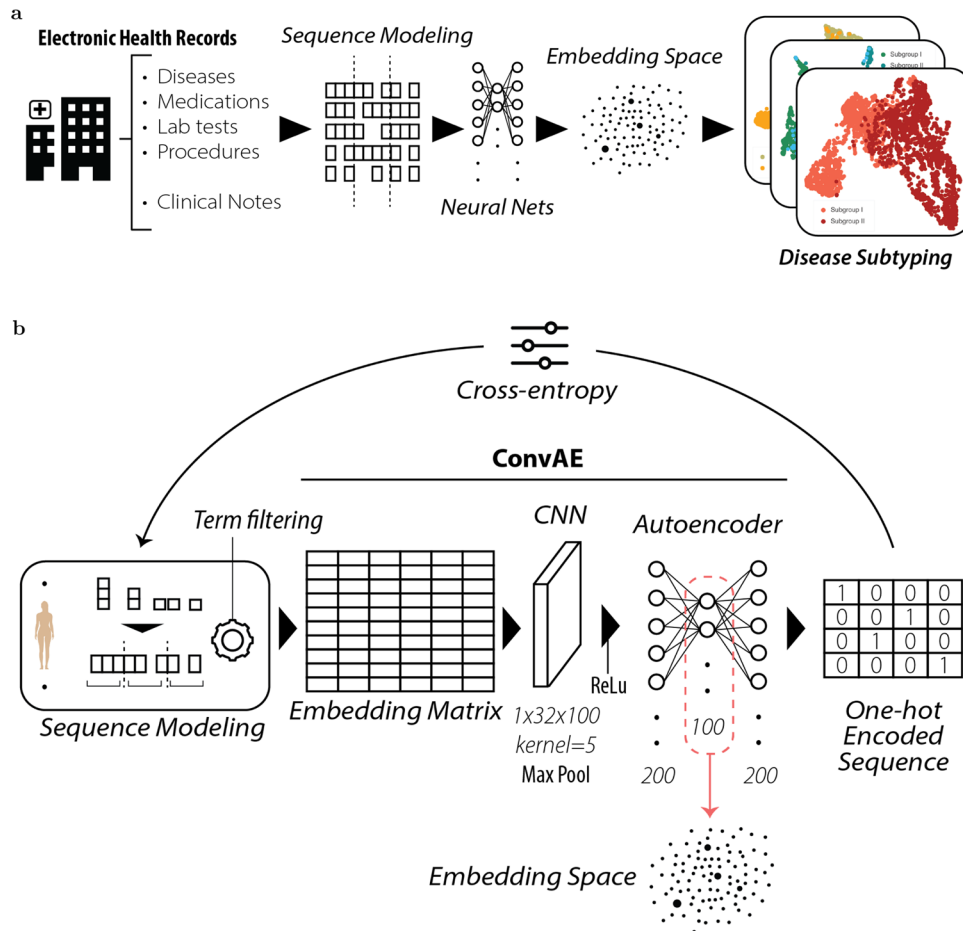 a
Electronic Health Records
Sequence Modeling
Embedding Space
· Diseases
· Medications
· Lab tests
· Procedures
· Clinical Notes
Neural Nets
Subgroup I
Subgroup II
Subgroup I
Subgroup II
Disease Subtyping
b
Cross-entropy
ConvAE
Term filtering
CNN
Autoencoder
1 0 0 0
0 0 1 0
0 1 0 0
0 0 0 1
ReLu
Sequence Modeling
Embedding Matrix
1x32x100
kernel=5
Max Pool
100
200
200
One-hot
Encoded
Sequence
Embedding Space